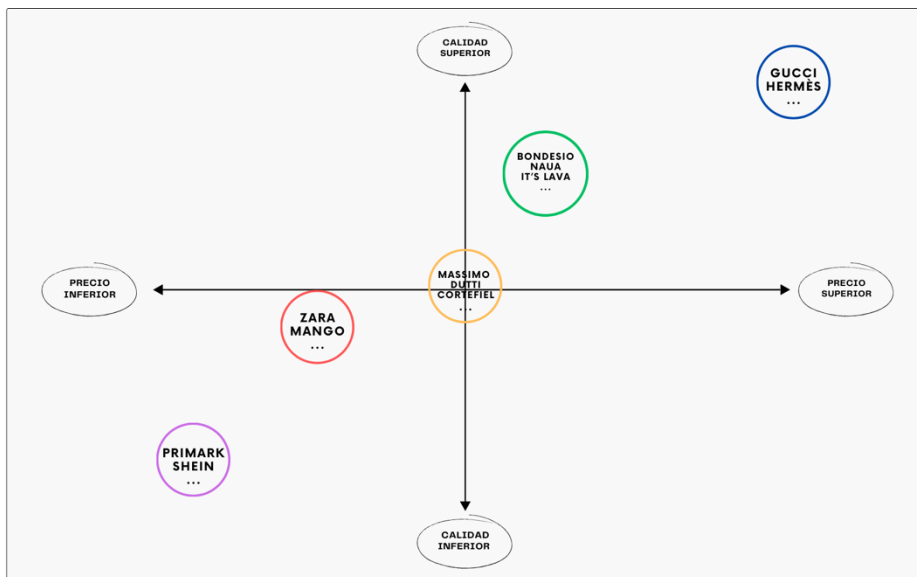 CALIDAD
SUPERIOR
GUCCI
HERMÈS
...
BONDESIO
NAUA
IT'S LAVA
...
MASSIMO
DUTTI
CORTEFIEL
...
PRECIO
INFERIOR
PRECIO
SUPERIOR
ZARA
MANGO
...
PRIMARK
SHEIN
...
CALIDAD
INFERIOR